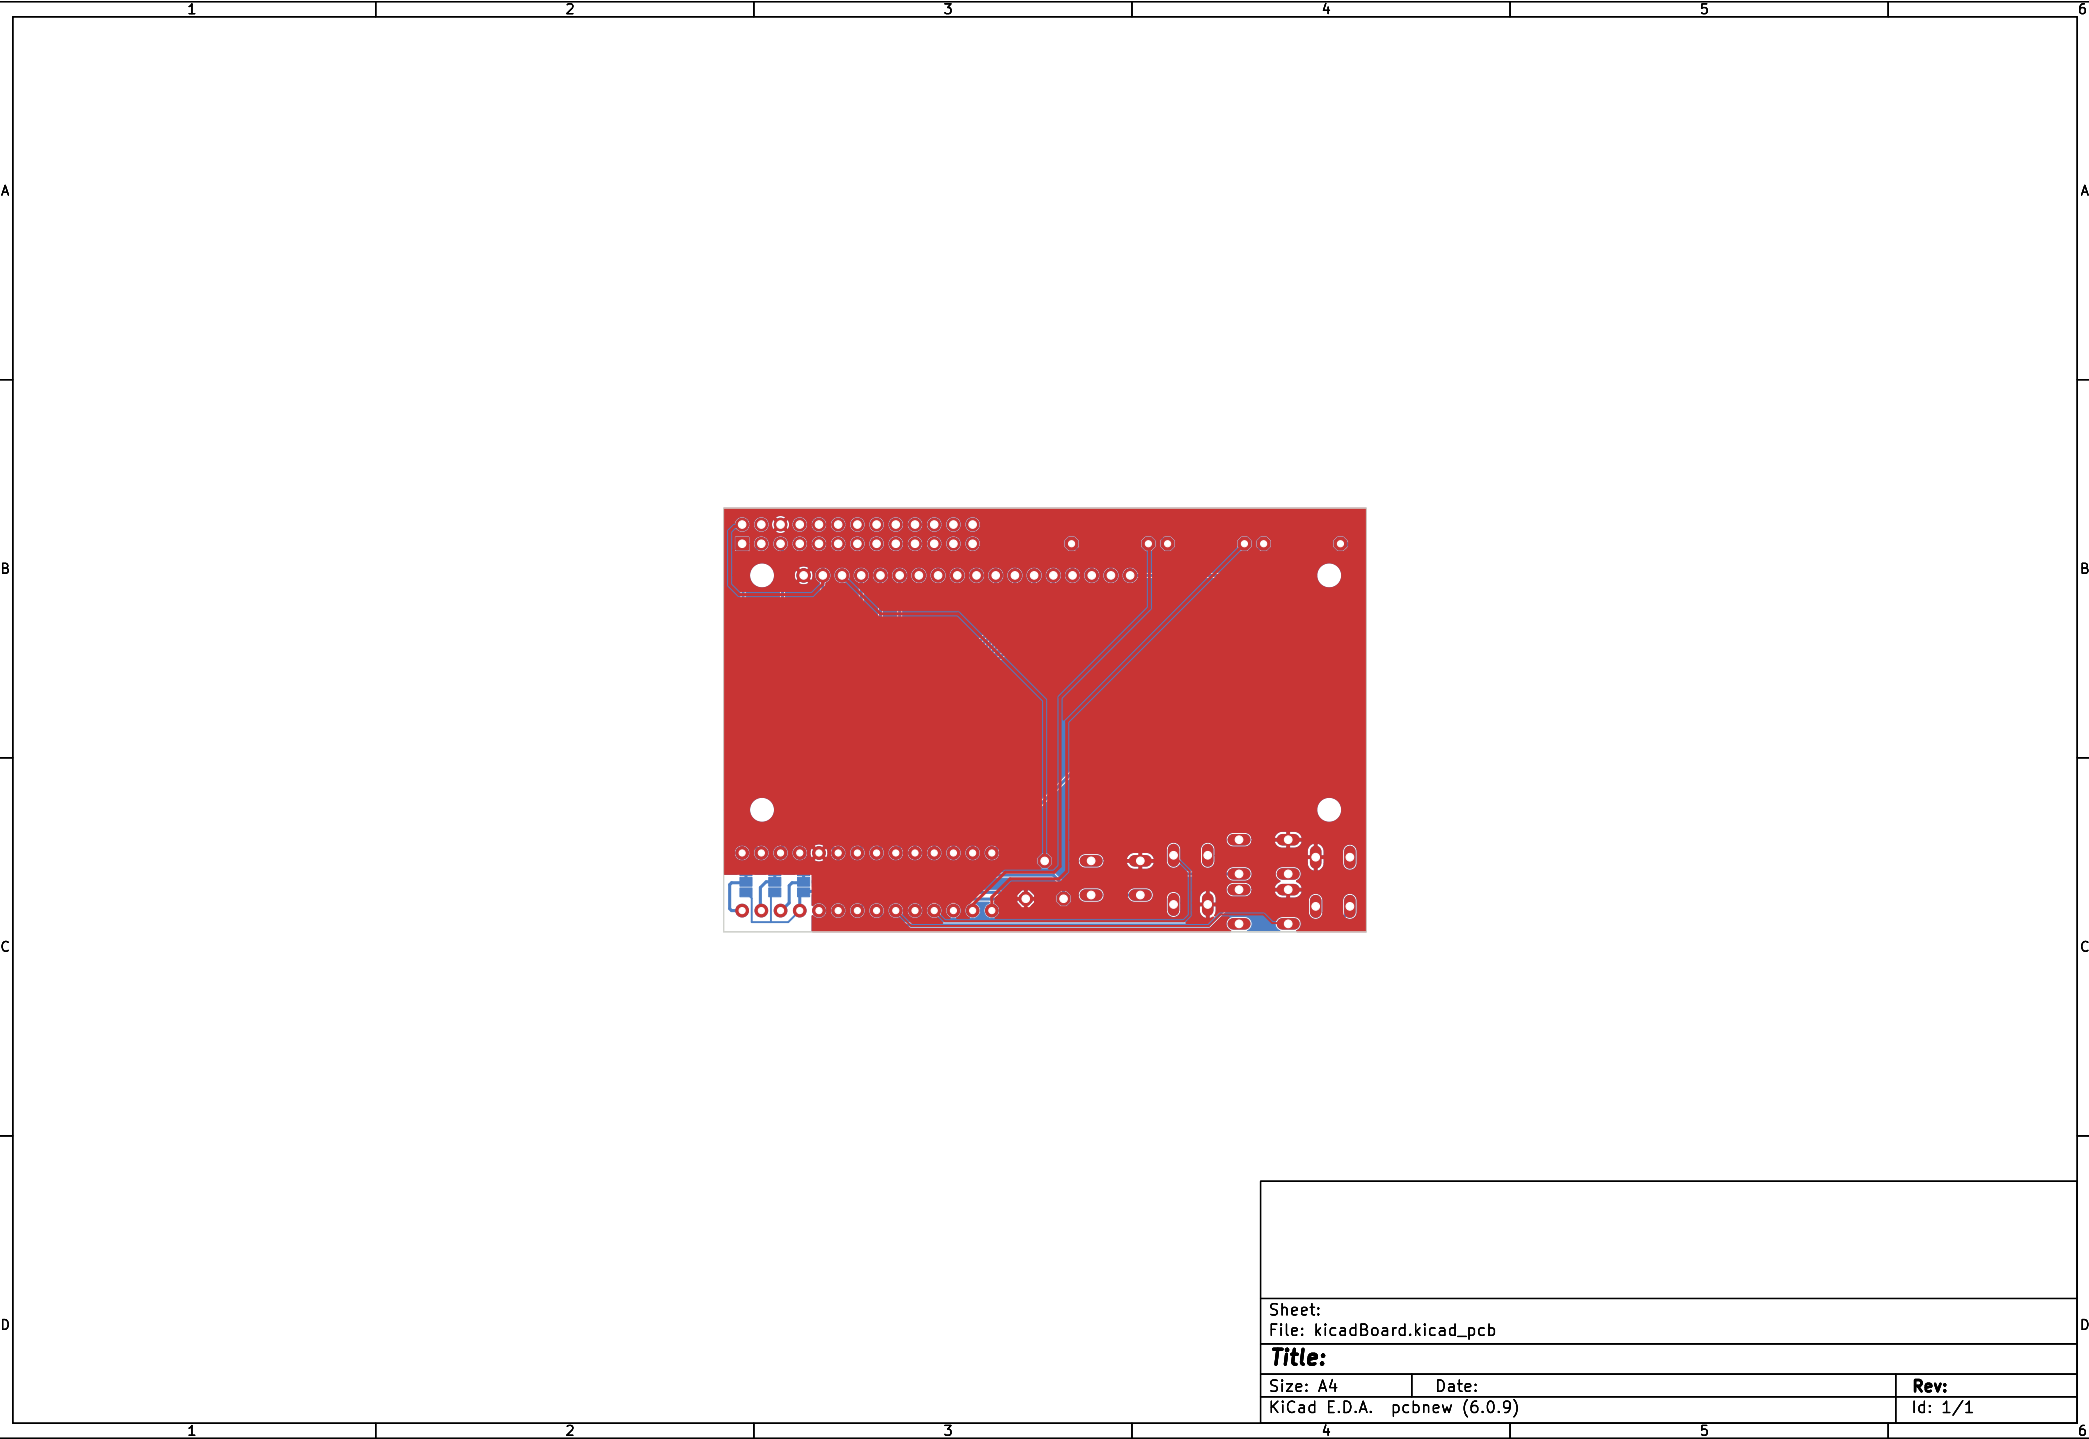 1 2 3 4 5 6
A A
B B
C C
D D
Sheet:
File: kicadBoard.kicad_pcb
Title:
Size: A4 Date: Rev:
KiCad E.D.A. pcbnew (6.0.9) Id: 1/1
1 2 3 4 5 6